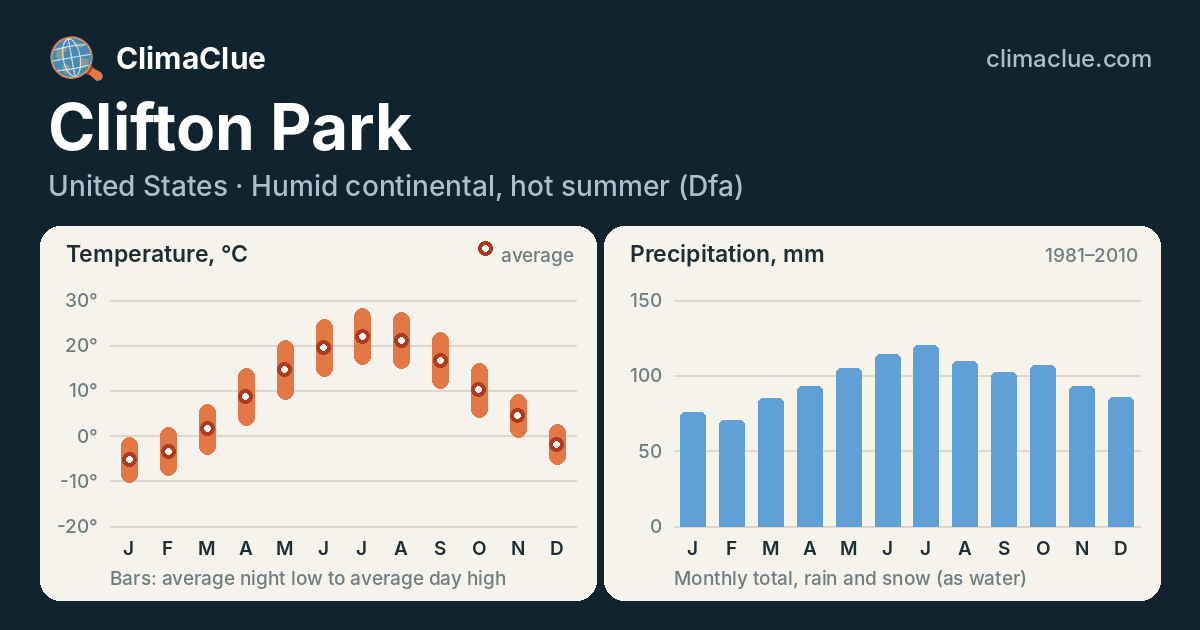 ClimaClue
climaclue.com
Clifton Park
United States · Humid continental, hot summer (Dfa)
Temperature, °C
average
30°
20°
10°
0°
-10°
-20°
J F M A M J J A S O N D
Bars: average night low to average day high
Precipitation, mm
1981–2010
150
100
50
0
J F M A M J J A S O N D
Monthly total, rain and snow (as water)